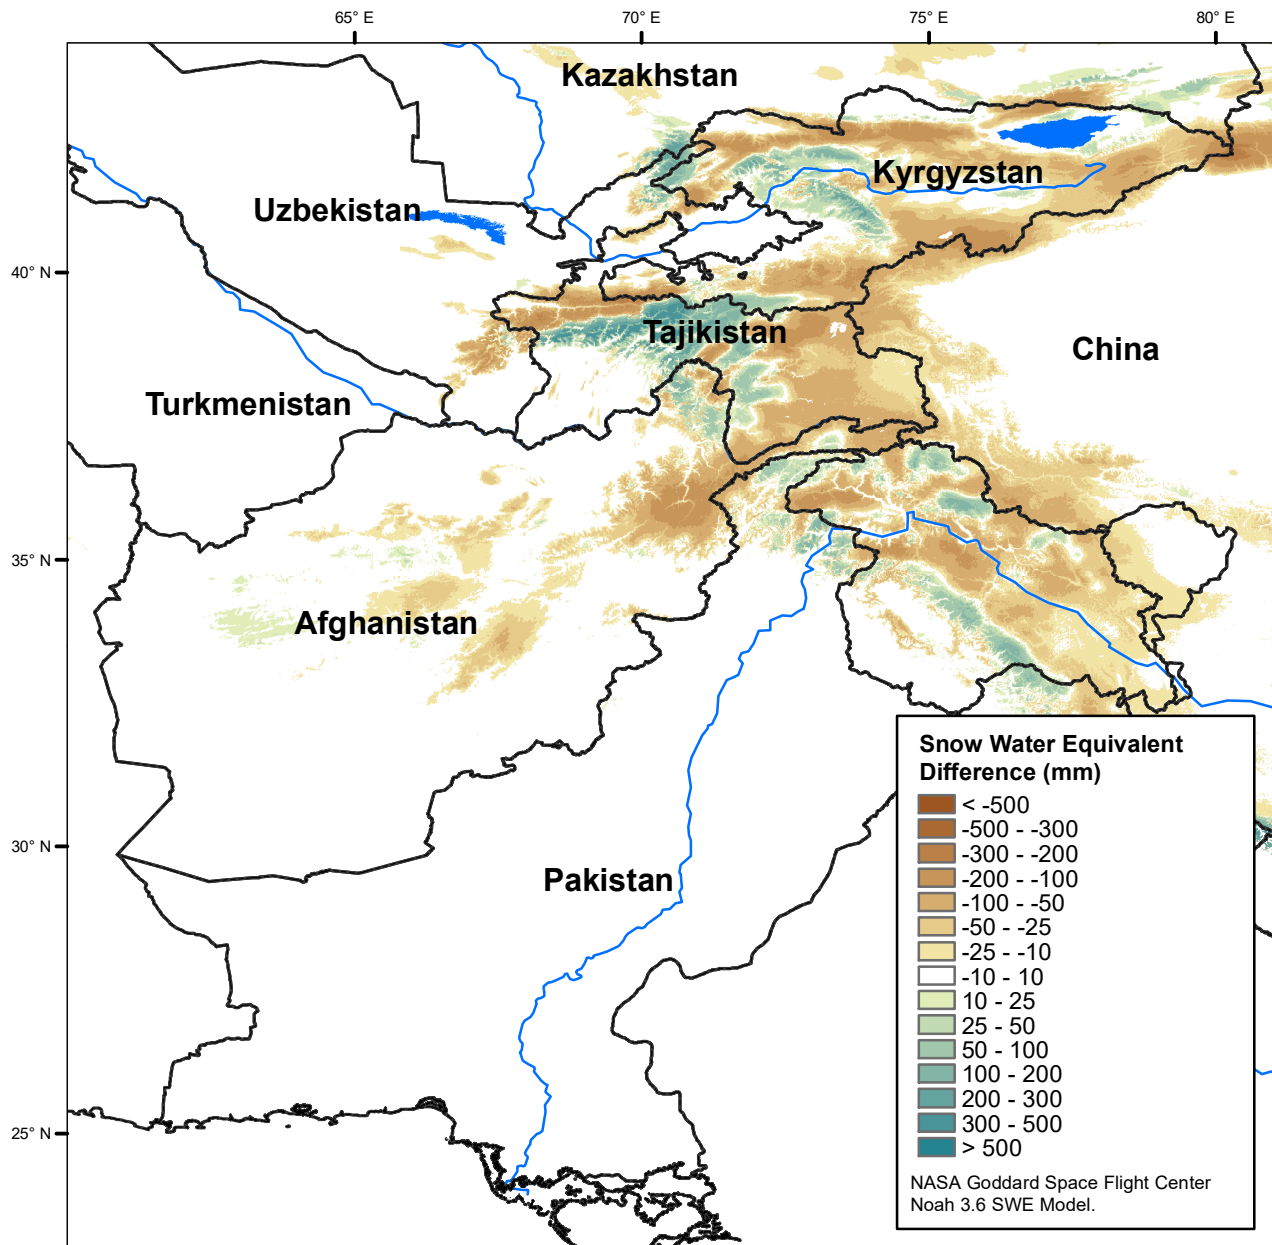 65° E
70° E
75° E
80° E
Kazakhstan
Kyrgyzstan
Uzbekistan
40° N
Tajikistan
China
Turkmenistan
35° N
Afghanistan
Snow Water Equivalent
Difference (mm)
< -500
-500 - -300
-300 - -200
-200 - -100
-100 - -50
-50 - -25
-25 - -10
-10 - 10
10 - 25
25 - 50
50 - 100
100 - 200
200 - 300
300 - 500
> 500
30° N
Pakistan
25° N
NASA Goddard Space Flight Center
Noah 3.6 SWE Model.